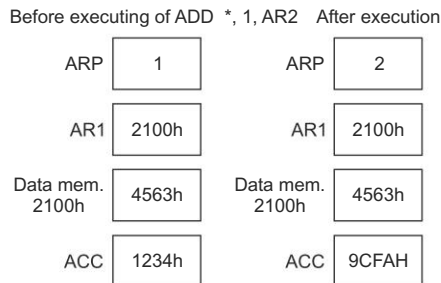 Before executing of ADD *, 1, AR2 After execution
ARP 1 ARP 2
AR1 2100h AR1 2100h
Data mem. 2100h 4563h Data mem. 2100h 4563h
ACC 1234h ACC 9CFAH